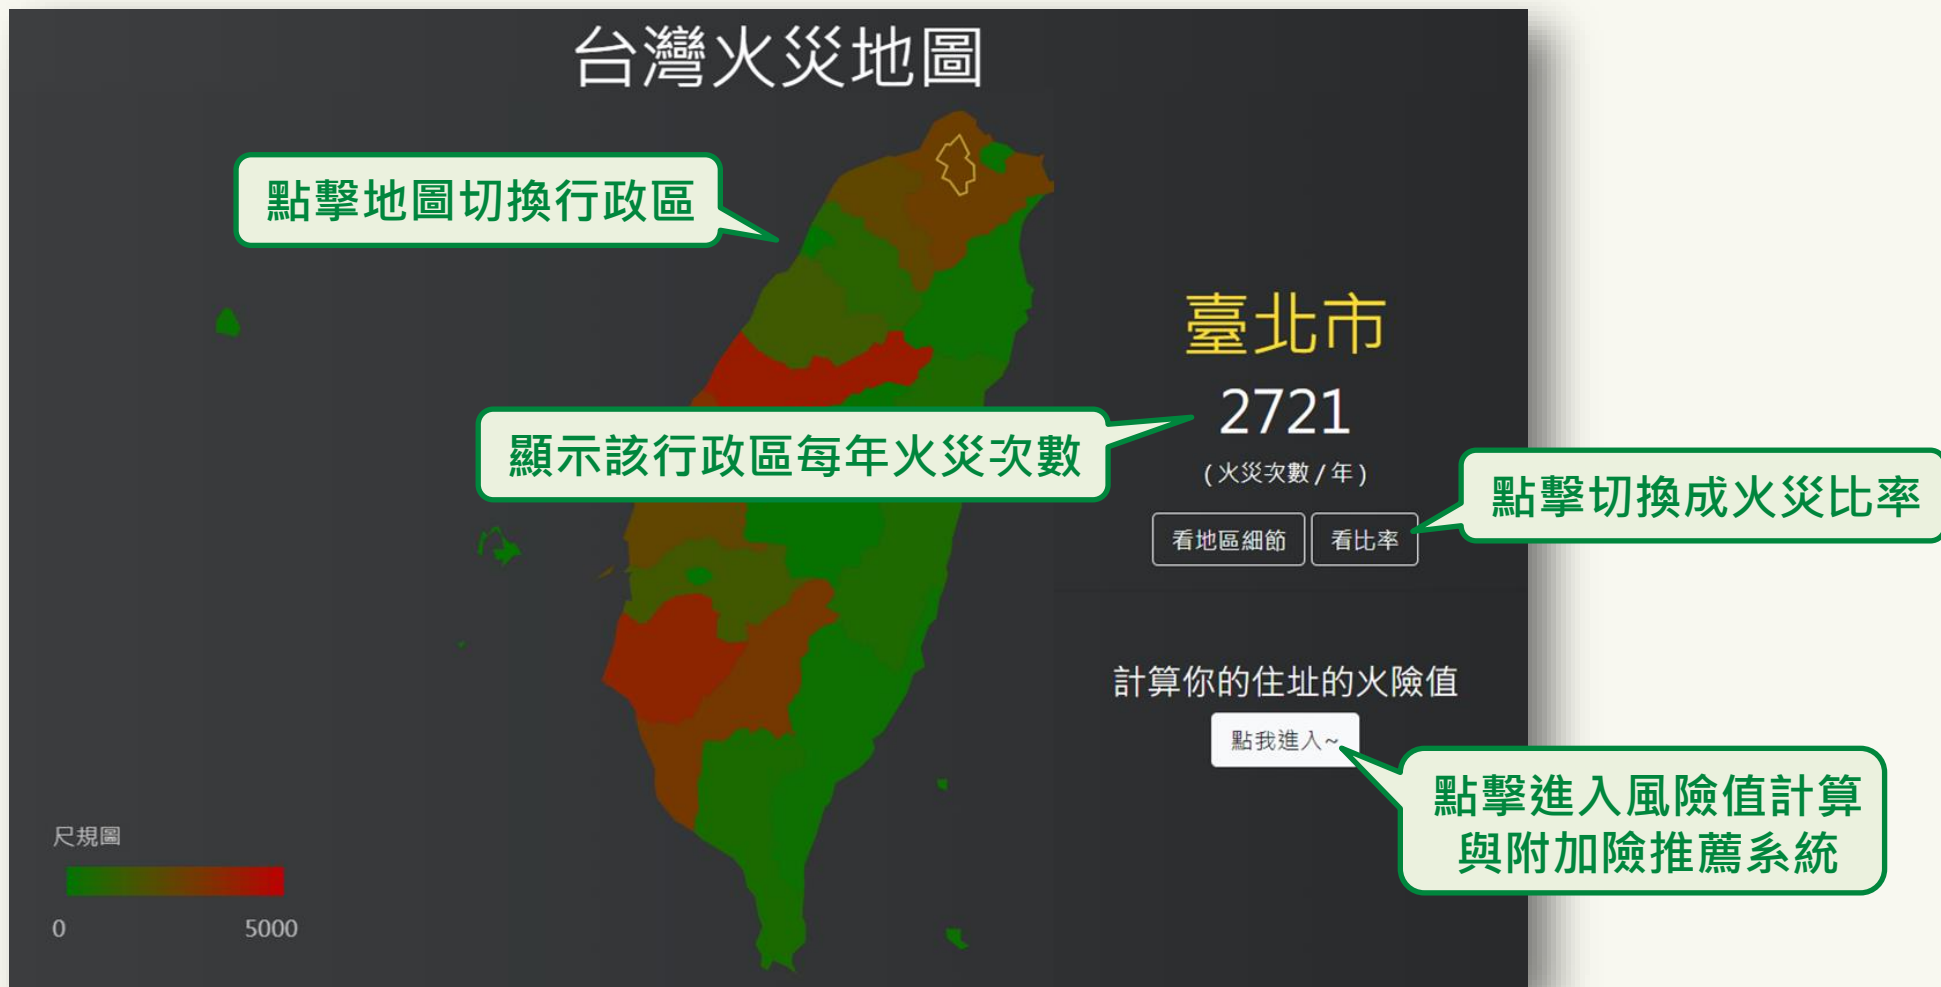 台灣火災地圖
點擊地圖切換行政區
臺北市
2721
顯示該行政區每年火災次數
(火災次數/年)
點擊切換成火災比率
看地區細節
看比率
計算你的住址的火險值
點我進入~
點擊進入風險值計算
與附加險推薦系統
尺規圖
0
5000